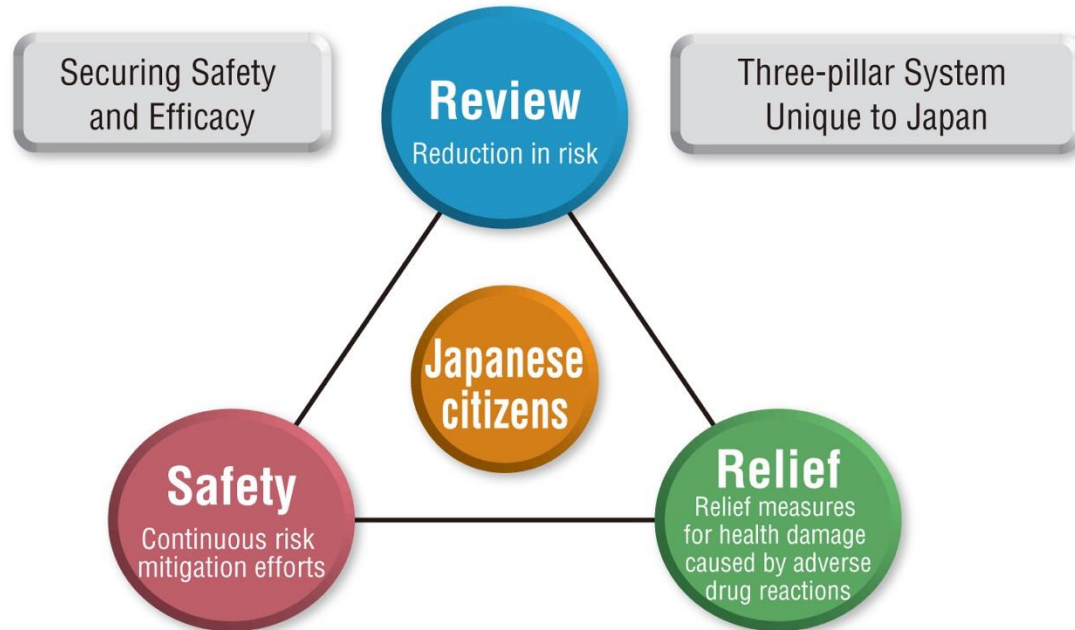 Securing Safety
and Efficacy
Review
Reduction in risk
Three-pillar System
Unique to Japan
Japanese
citizens
Safety
Continuous risk
mitigation efforts
Relief
Relief measures
for health damage
caused by adverse
drug reactions